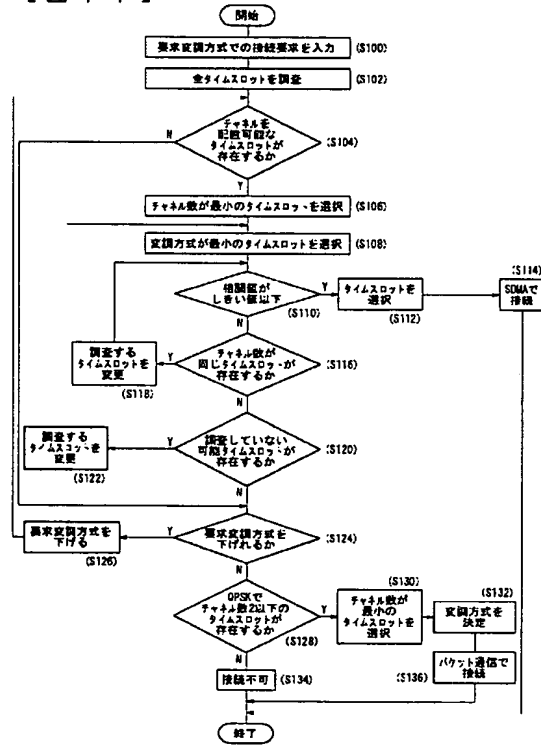 開始
要求変調方式での接続要求を入力 (S100)
全タイムスロットを調査 (S102)
チャネルを
配置可能な
タイムスロットが
存在するか
(S104)
N
Y
チャネル数が最小のタイムスロットを選択 (S106)
変調方式が最小のタイムスロットを選択 (S108)
相関値が
しきい値以下
(S110)
Y
N
タイムスロットを
選択
(S112)
(S114)
SDMAで
接続
チャネル数が
同じタイムスロットが
存在するか
(S116)
Y
N
調査する
タイムスロットを
変更
(S118)
調査していない
可能タイムスロットが
存在するか
(S120)
Y
N
調査する
タイムスロットを
変更
(S122)
要求変調方式を
下げれるか
(S124)
Y
N
要求変調方式を
下げる
(S126)
QPSKで
チャネル数2以下の
タイムスロットが
存在するか
(S128)
Y
N
(S130)
チャネル数が
最小の
タイムスロットを
選択
(S132)
変調方式を
決定
パケット通信で
接続
(S136)
接続不可 (S134)
終了